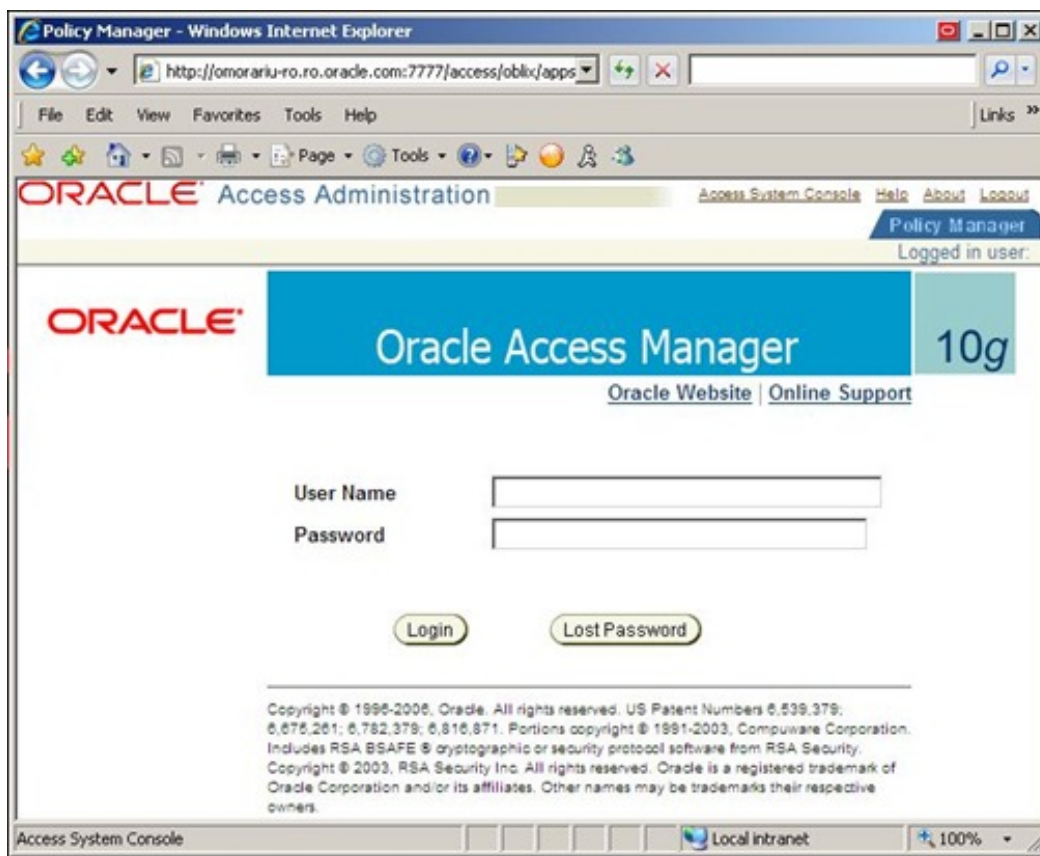 Policy Manager - Windows Internet Explorer
http://omorariu-ro.ro.oracle.com:7777/access/oblix/apps
File Edit View Favorites Tools Help Links »
Page Tools
ORACLE Access Administration Access System Console Help About Logout
Policy Manager
Logged in user:
ORACLE
Oracle Access Manager 10g
Oracle Website | Online Support
User Name
Password
Login Lost Password
Copyright © 1996-2006, Oracle. All rights reserved. US Patent Numbers 6,539,379;
6,675,261; 6,782,379; 6,816,871. Portions copyright © 1991-2003, Compuware Corporation.
Includes RSA BSAFE ® cryptographic or security protocol software from RSA Security.
Copyright © 2003, RSA Security Inc. All rights reserved. Oracle is a registered trademark of
Oracle Corporation and/or its affiliates. Other names may be trademarks their respective
owners.
Access System Console Local intranet 100%